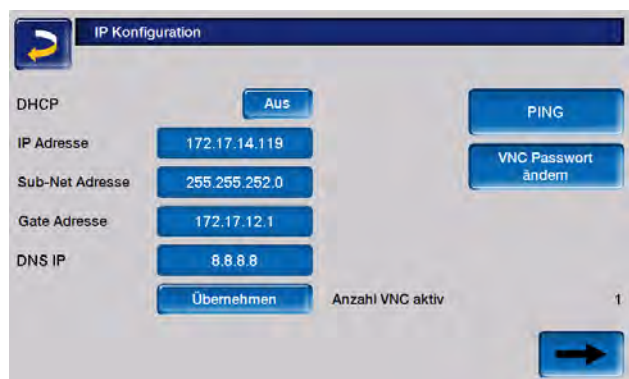 IP Konfiguration
DHCP Aus
PING
IP Adresse 172.17.14.119
VNC Passwort
ändern
Sub-Net Adresse 255.255.252.0
Gate Adresse 172.17.12.1
DNS IP 8.8.8.8
Übernehmen
Anzahl VNC aktiv 1